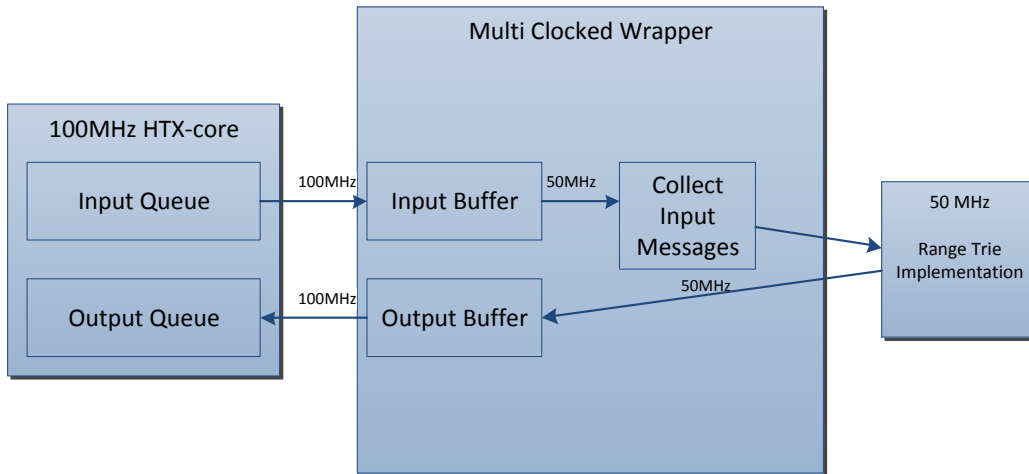 Multi Clocked Wrapper
100MHz HTX-core
Input Queue
100MHz
Input Buffer
50MHz
Collect
Input
Messages
50 MHz
Range Trie
Implementation
Output Queue
100MHz
Output Buffer
50MHz